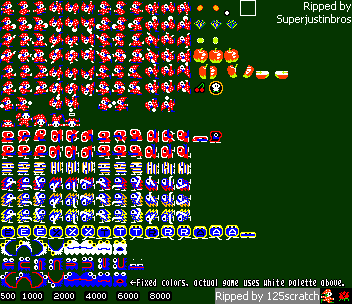 Ripped by
Superjustinbros
E E X X T T R R A A
←Fixed colors. actual game uses white palette above.
500 1000 2000 4000 6000 8000
Ripped by 125scratch